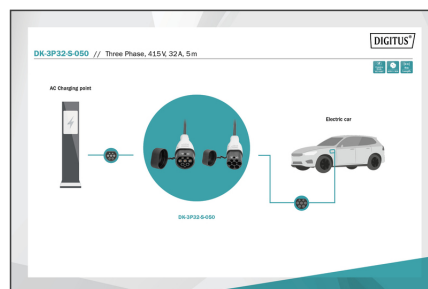 DIGITUS®
DK-3P32-S-050 // Three Phase, 415 V, 32 A, 5 m
AC Charging point
Electric car
DK-3P32-S-050